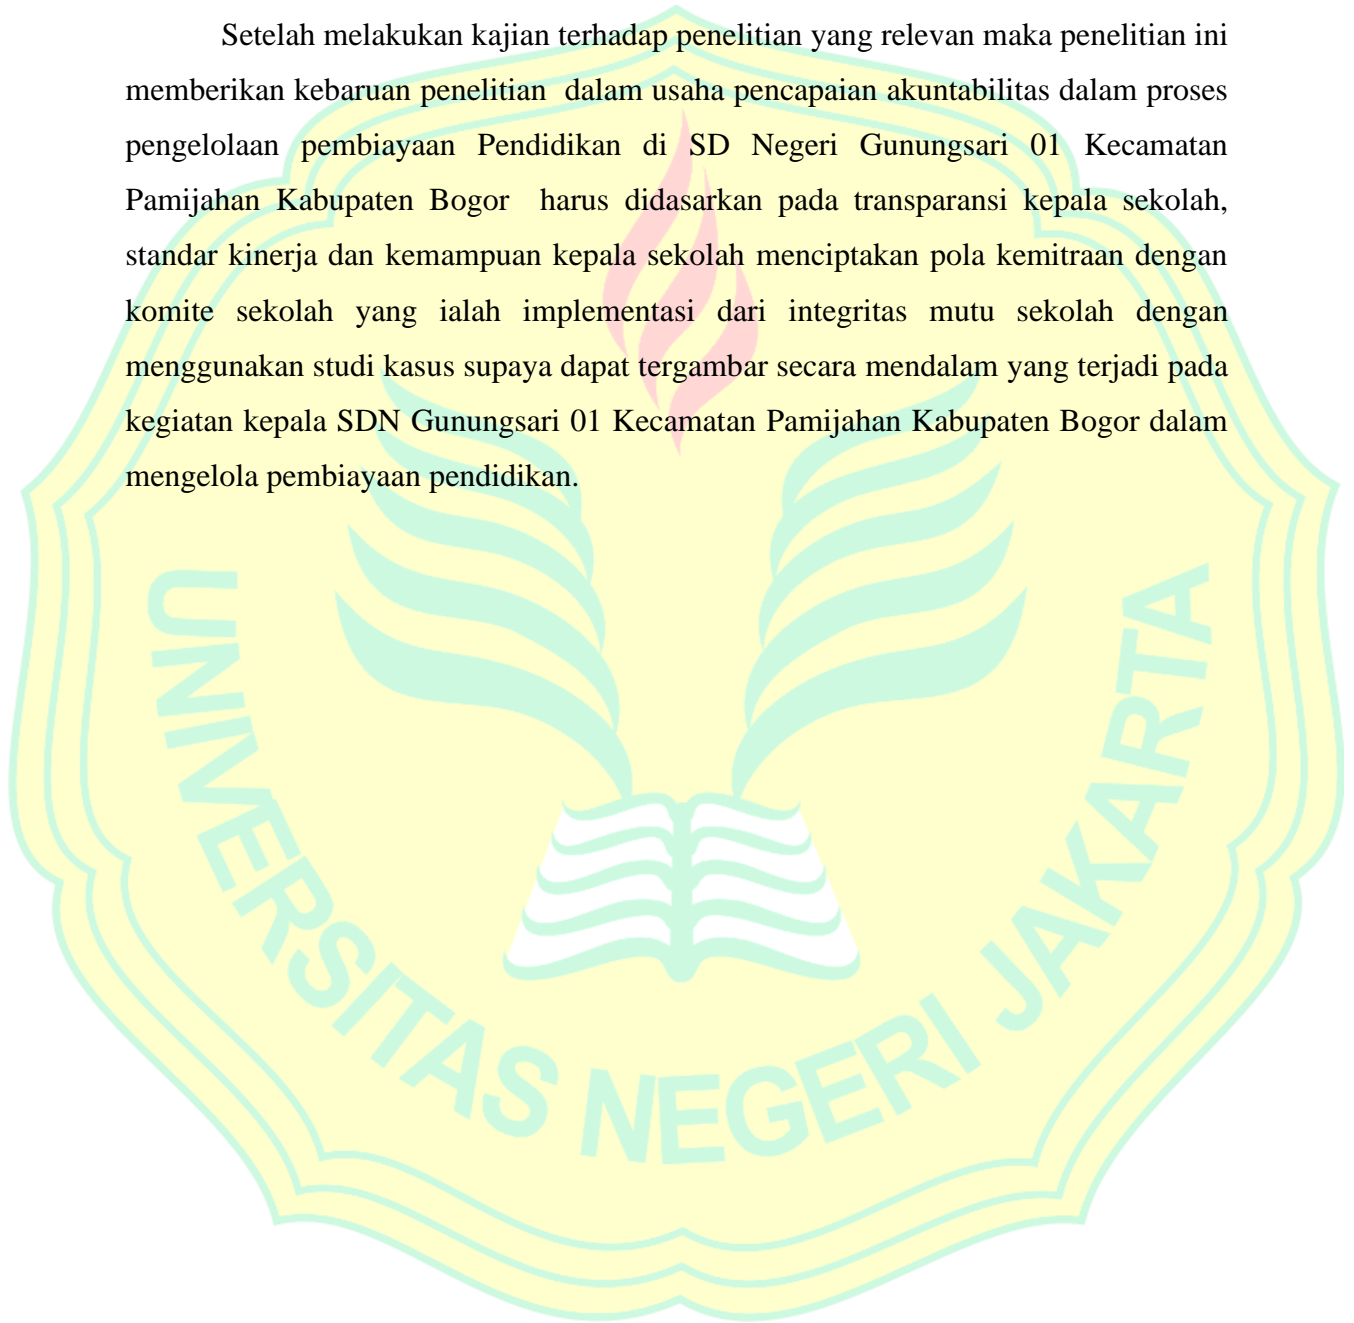 Setelah melakukan kajian terhadap penelitian yang relevan maka penelitian ini
memberikan kebaruan penelitian  dalam usaha pencapaian akuntabilitas dalam proses
pengelolaan pembiayaan Pendidikan di SD Negeri Gunungsari 01 Kecamatan
Pamijahan Kabupaten Bogor  harus didasarkan pada transparansi kepala sekolah,
standar kinerja dan kemampuan kepala sekolah menciptakan pola kemitraan dengan
komite sekolah yang ialah implementasi dari integritas mutu sekolah dengan
menggunakan studi kasus supaya dapat tergambar secara mendalam yang terjadi pada
kegiatan kepala SDN Gunungsari 01 Kecamatan Pamijahan Kabupaten Bogor dalam
mengelola pembiayaan pendidikan.
UNIVERSITAS NEGERI JAKARTA